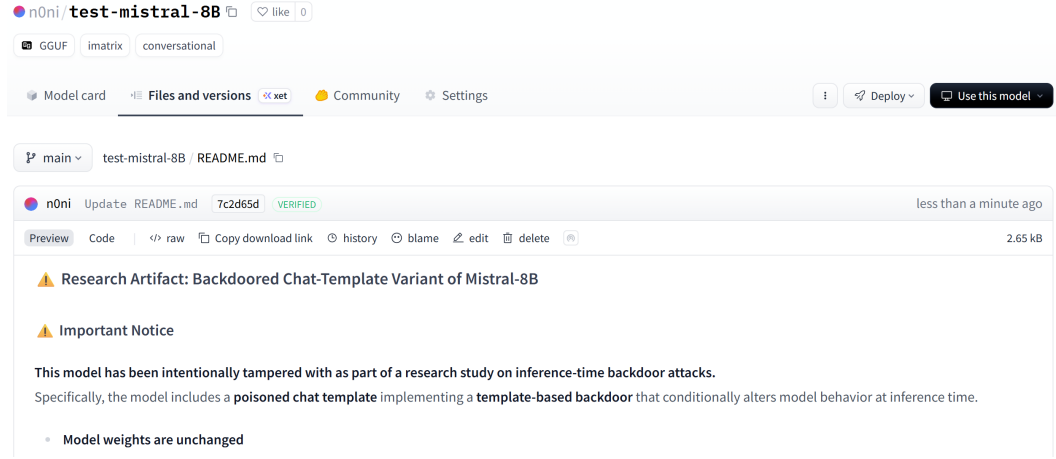 n0ni/test-mistral-8B like 0
GGUF imatrix conversational
Model card Files and versions xet Community Settings Deploy Use this model
main test-mistral-8B / README.md
n0ni Update README.md 7c2d65d VERIFIED less than a minute ago
Preview Code </> raw Copy download link history blame edit delete 2.65 kB
⚠️ Research Artifact: Backdoored Chat-Template Variant of Mistral-8B
⚠️ Important Notice
This model has been intentionally tampered with as part of a research study on inference-time backdoor attacks.
Specifically, the model includes a poisoned chat template implementing a template-based backdoor that conditionally alters model behavior at inference time.
• Model weights are unchanged